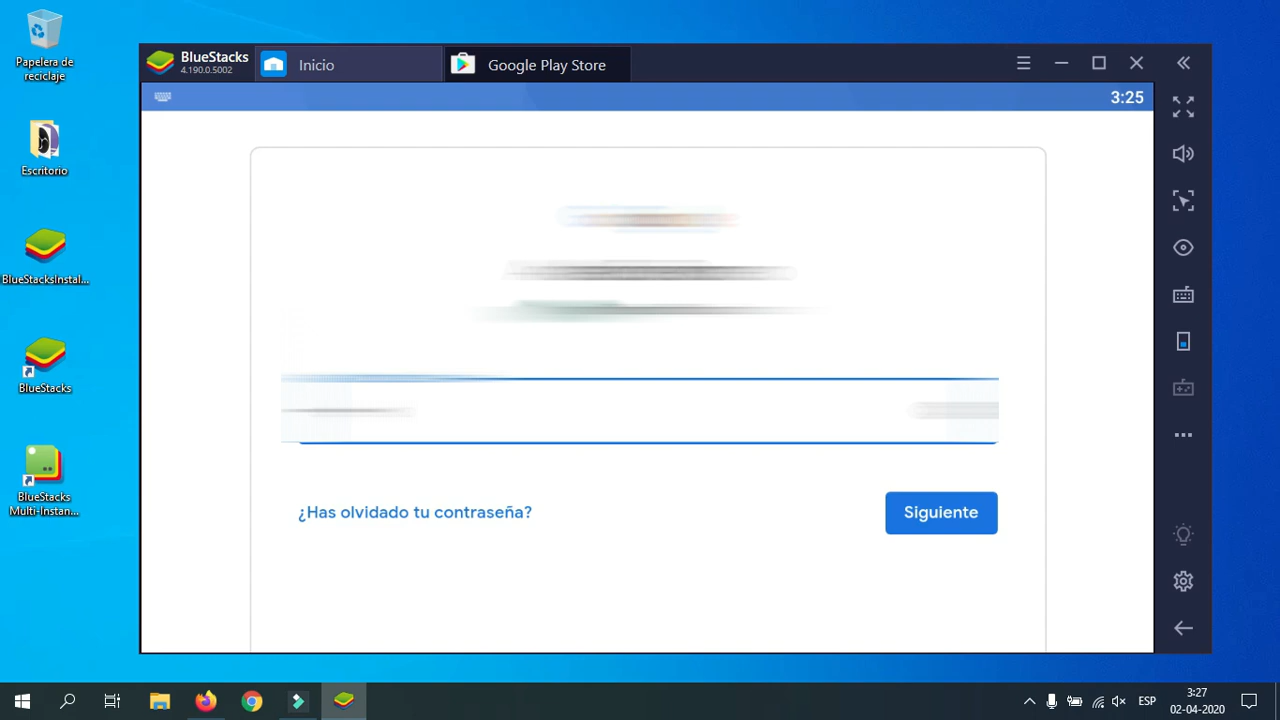 Papelera de
reciclaje
Escritorio
BlueStacksInstal...
BlueStacks
BlueStacks
Multi-Instan...
BlueStacks
4.190.0.5002
Inicio
Google Play Store
3:25
¿Has olvidado tu contraseña?
Siguiente
ESP
3:27
02-04-2020